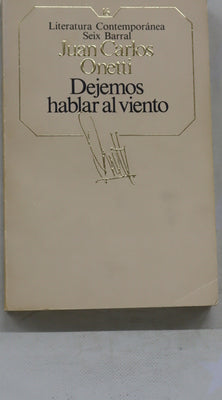 Literatura Contemporánea
Seix Barral
Juan Carlos
Onetti
Dejemos
hablar al viento